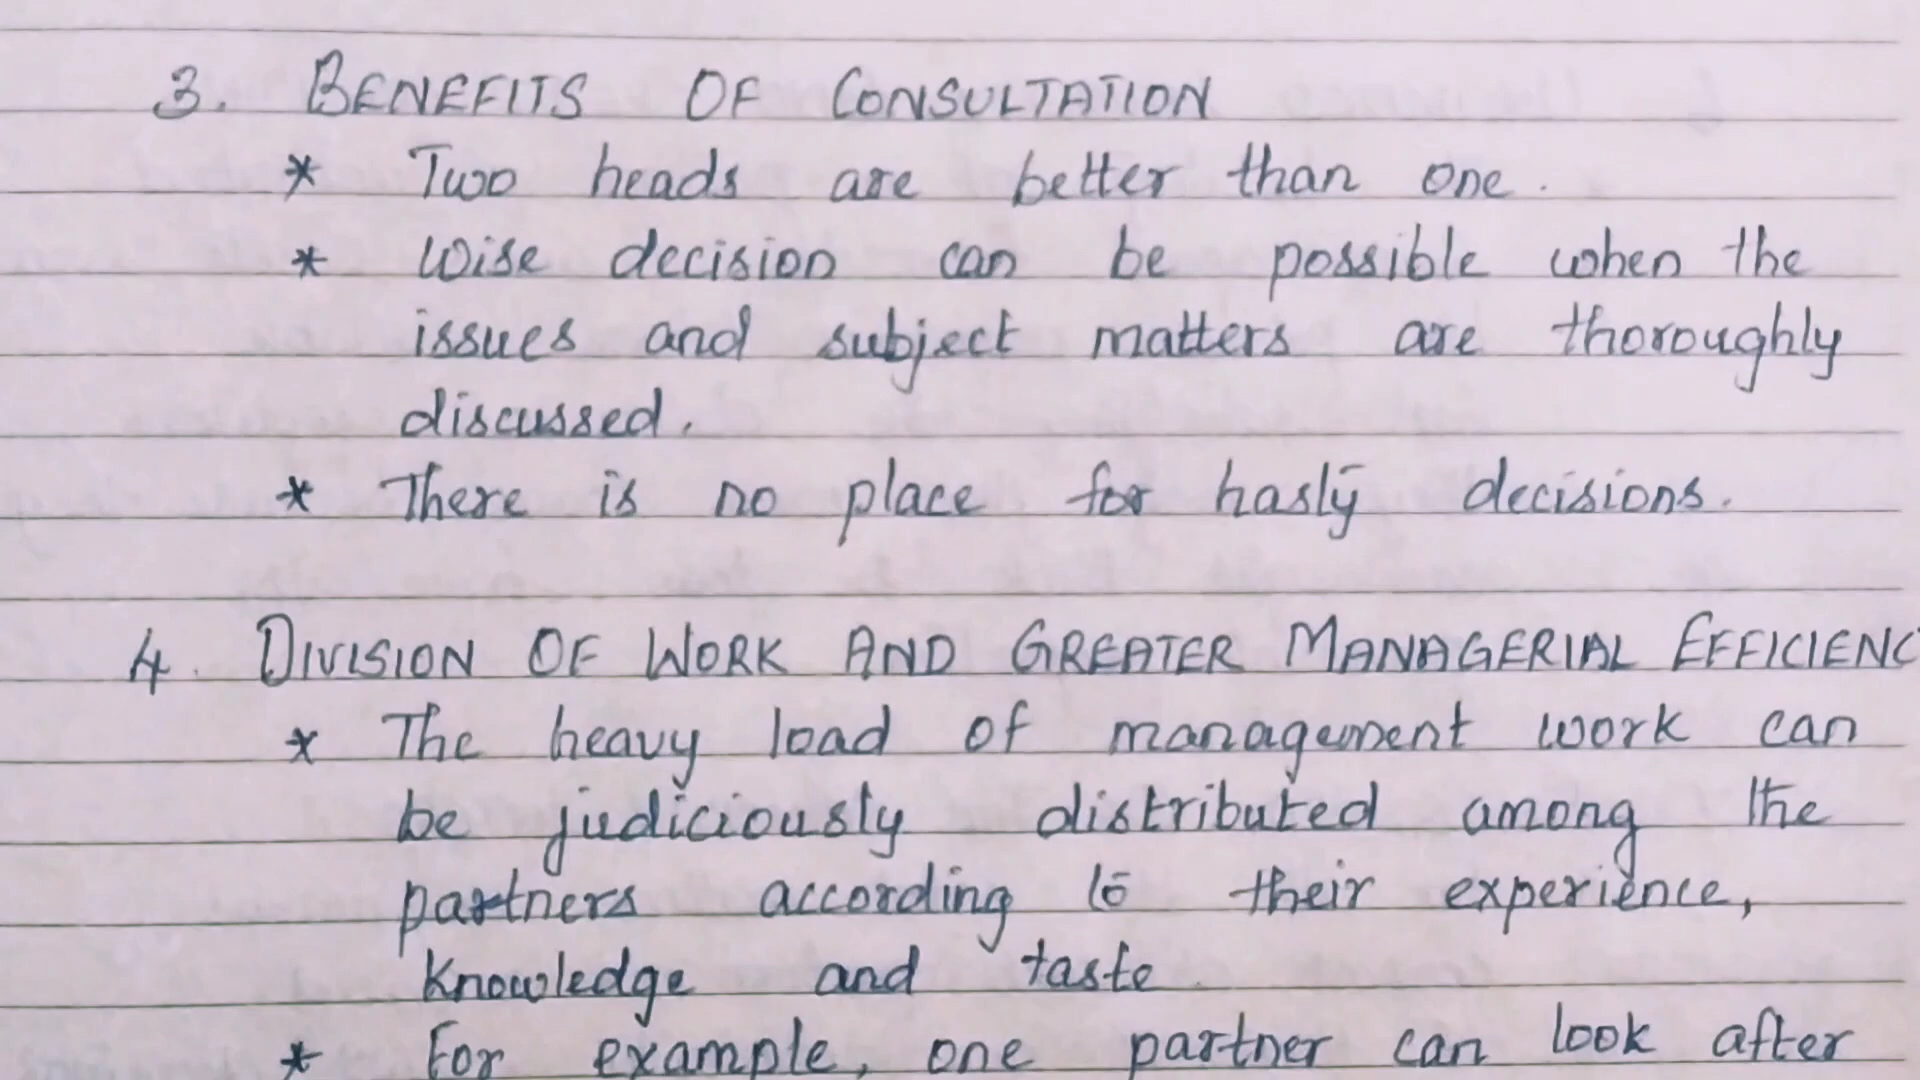 3. BENEFITS OF CONSULTATION
* Two heads are better than one.
* Wise decision can be possible when the
issues and subject matters are thoroughly
discussed.
* There is no place for hasty decisions.
4. DIVISION OF WORK AND GREATER MANAGERIAL EFFICIENC
* The heavy load of management work can
be judiciously distributed among the
partners according to their experience,
knowledge and taste.
* For example, one partner can look after